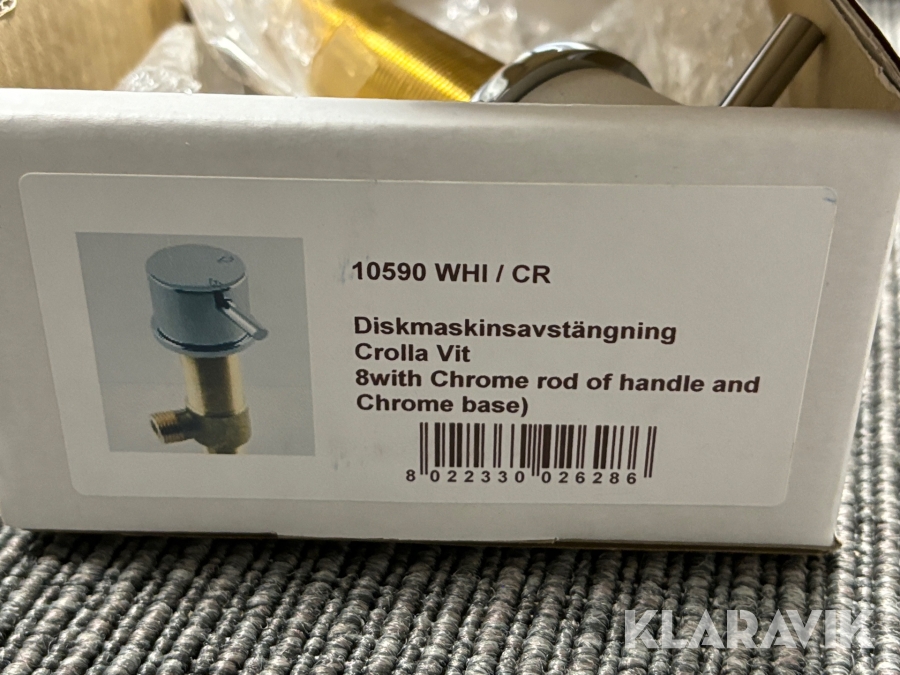 10590 WHI / CR
Diskmaskinsavstängning
Crolla Vit
8with Chrome rod of handle and
Chrome base)
8 022330 026286
KLARAVIK